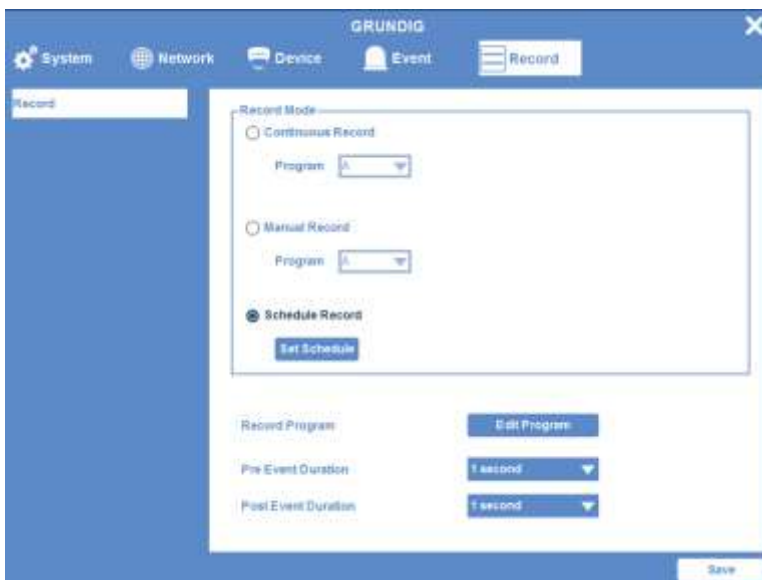 GRUNDIG
System
Network
Device
Event
Record
Record
Record Mode
Continuous Record
Program A
Manual Record
Program A
Schedule Record
Set Schedule
Record Program Edit Program
Pre Event Duration 1 second
Post Event Duration 1 second
Save